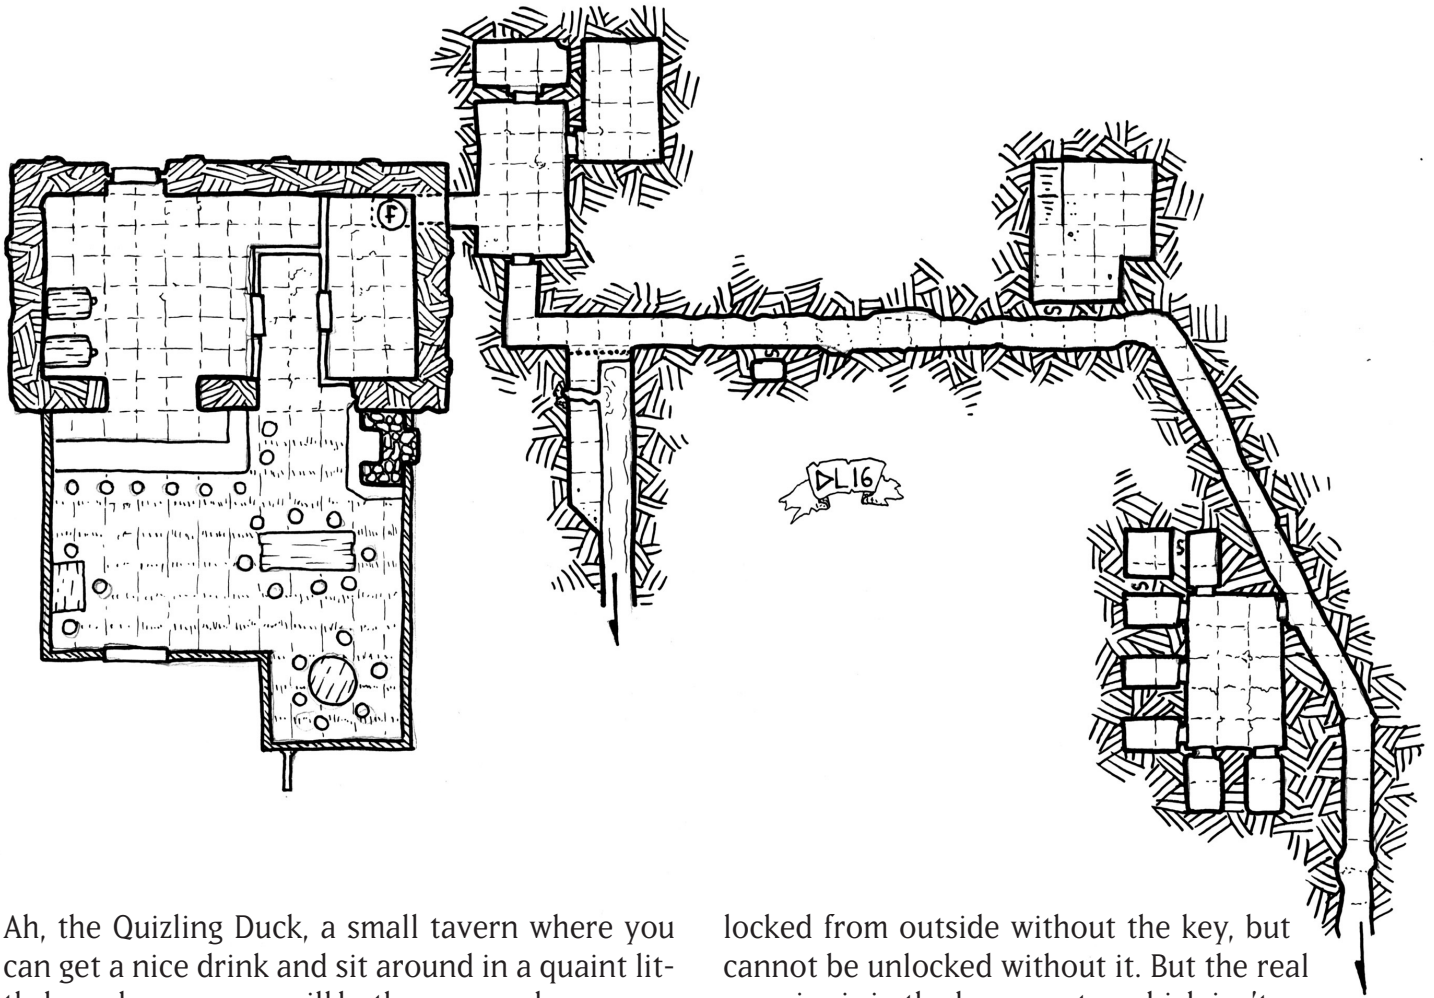 F
S
S
L16
S
S
Ah, the Quizling Duck, a small tavern where you
can get a nice drink and sit around in a quaint lit-
locked from outside without the key, but
cannot be unlocked without it. But the real